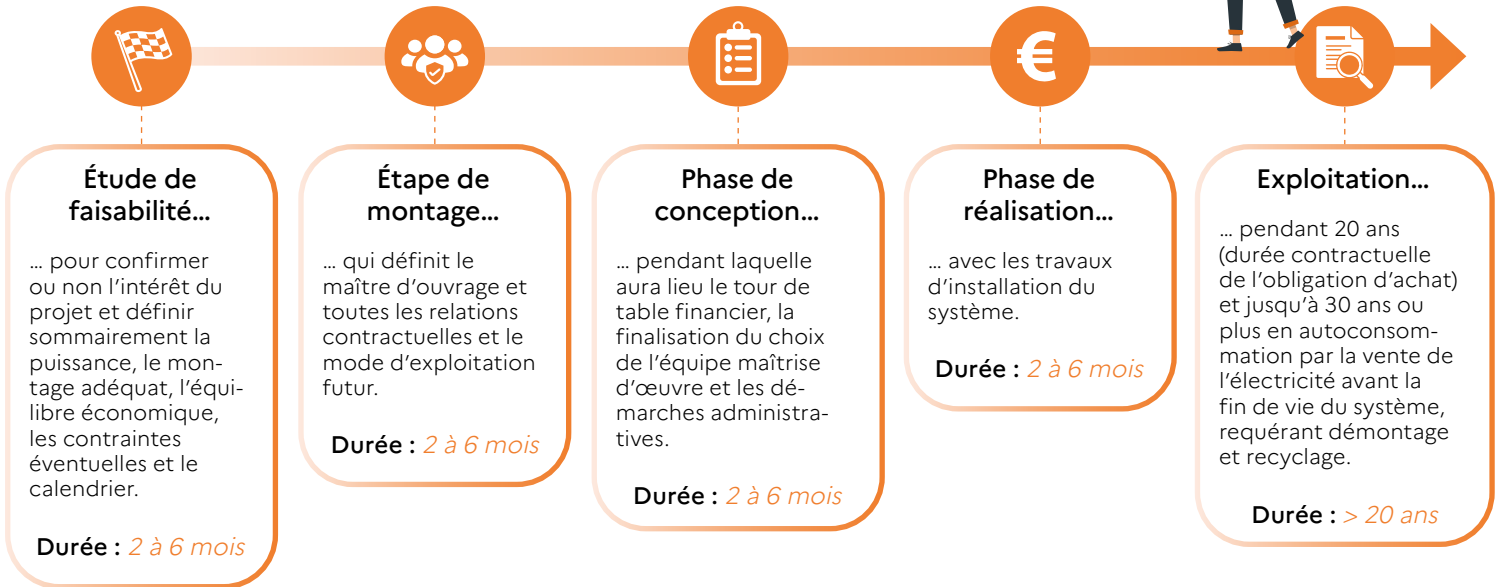 €
Étude de
faisabilité...
... pour confirmer
ou non l'intérêt du
projet et définir
sommairement la
puissance, le mon-
tage adéquat, l'équi-
libre économique,
les contraintes
éventuelles et le
calendrier.
Durée : 2 à 6 mois
Étape de
montage...
... qui définit le
maître d'ouvrage et
toutes les relations
contractuelles et le
mode d'exploitation
futur.
Durée : 2 à 6 mois
Phase de
conception...
... pendant laquelle
aura lieu le tour de
table financier, la
finalisation du choix
de l'équipe maîtrise
d'œuvre et les dé-
marches administra-
tives.
Durée : 2 à 6 mois
Phase de
réalisation...
... avec les travaux
d'installation du
système.
Durée : 2 à 6 mois
Exploitation...
... pendant 20 ans
(durée contractuelle
de l'obligation d'achat)
et jusqu'à 30 ans ou
plus en autoconsom-
mation par la vente de
l'électricité avant la
fin de vie du système,
requérant démontage
et recyclage.
Durée : > 20 ans